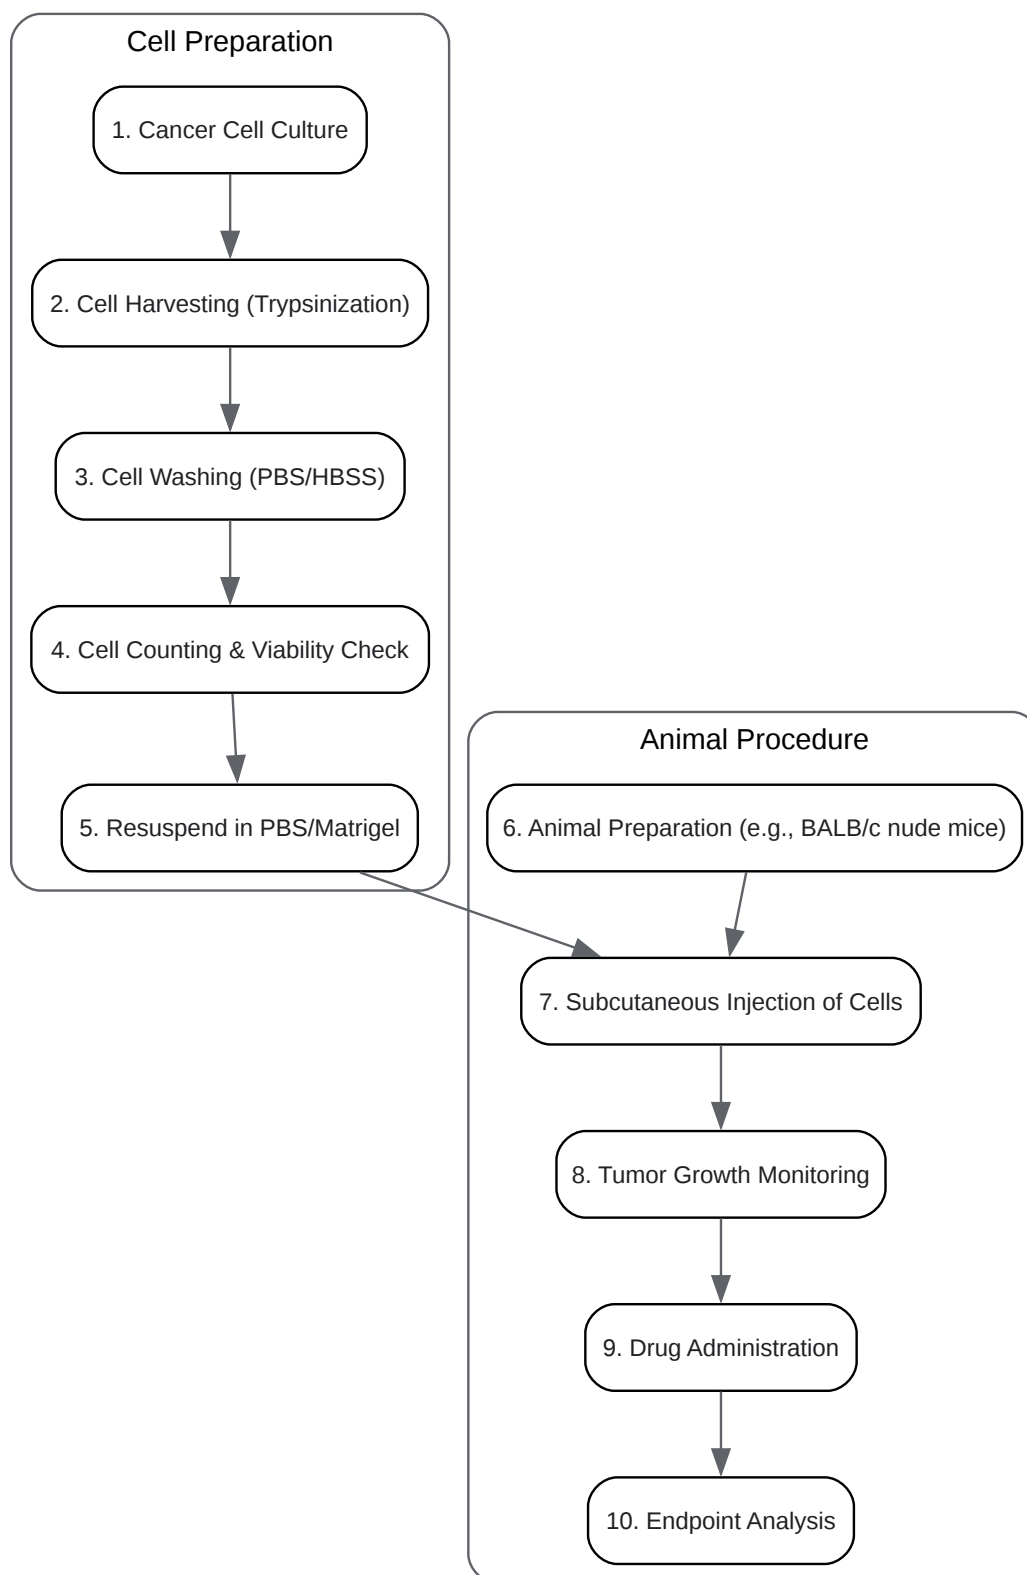 Cell Preparation
1. Cancer Cell Culture
2. Cell Harvesting (Trypsinization)
3. Cell Washing (PBS/HBSS)
4. Cell Counting & Viability Check
5. Resuspend in PBS/Matrigel
Animal Procedure
6. Animal Preparation (e.g., BALB/c nude mice)
7. Subcutaneous Injection of Cells
8. Tumor Growth Monitoring
9. Drug Administration
10. Endpoint Analysis